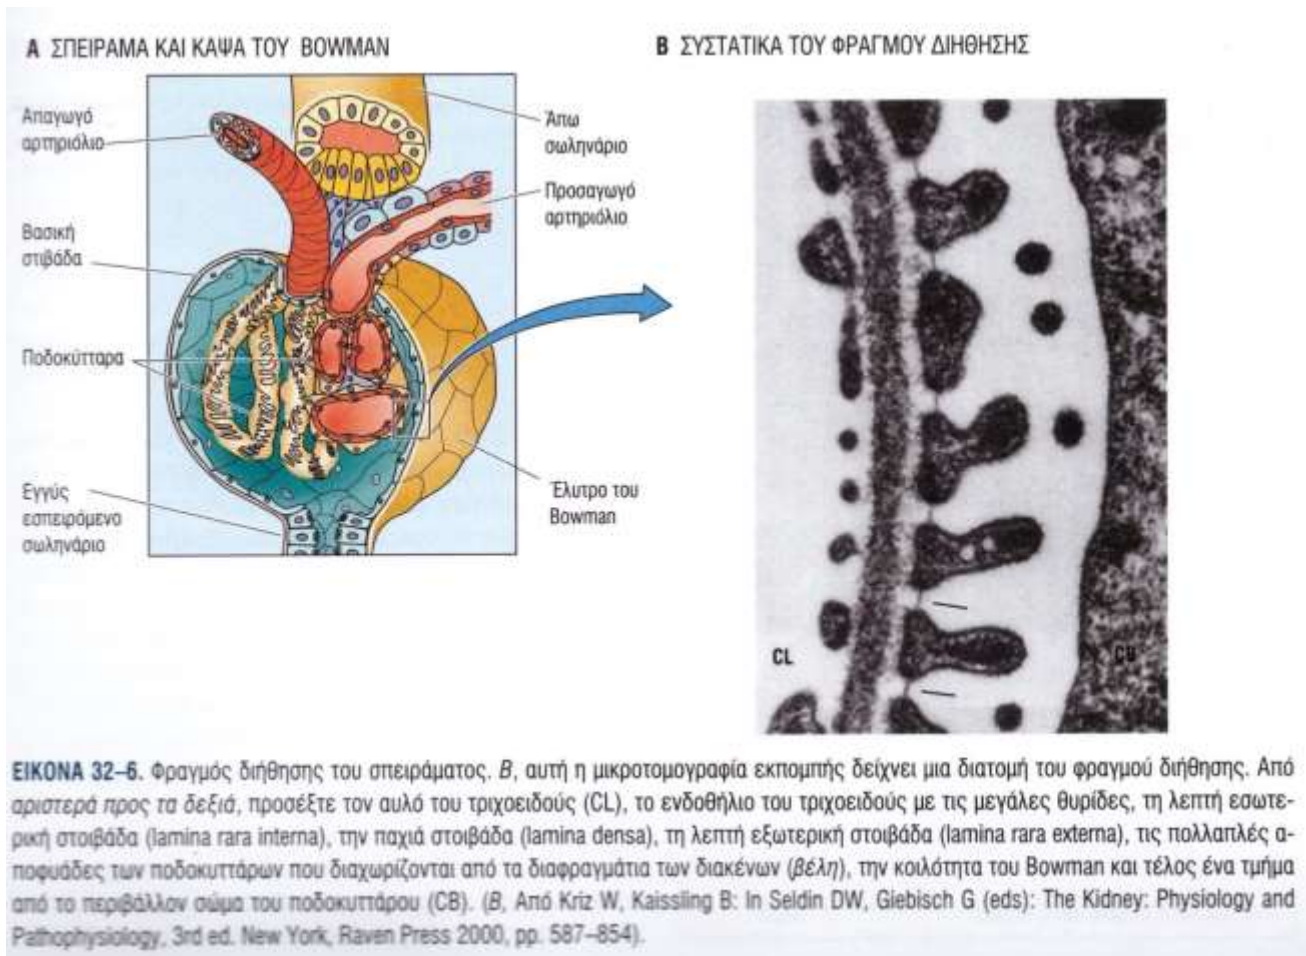 A ΣΠΕΙΡΑΜΑ ΚΑΙ ΚΑΨΑ ΤΟΥ BOWMAN
Απαγωγό
αρτηριόλιο
Βασική
στιβάδα
Ποδοκύτταρα
Εγγύς
εσπειρόμενο
σωληνάριο
Άπω
σωληνάριο
Προσαγωγό
αρτηριόλιο
Έλυτρο του
Bowman
B ΣΥΣΤΑΤΙΚΑ ΤΟΥ ΦΡΑΓΜΟΥ ΔΙΗΘΗΣΗΣ
CL
CB
ΕΙΚΟΝΑ 32–6. Φραγμός διήθησης του σπειράματος. B, αυτή η μικροτομογραφία εκπομπής δείχνει μια διατομή του φραγμού διήθησης. Από
αριστερά προς τα δεξιά, προσέξτε τον αυλό του τριχοειδούς (CL), το ενδοθήλιο του τριχοειδούς με τις μεγάλες θυρίδες, τη λεπτή εσωτε-
ρική στοιβάδα (lamina rara interna), την παχιά στοιβάδα (lamina densa), τη λεπτή εξωτερική στοιβάδα (lamina rara externa), τις πολλαπλές α-
ποφυάδες των ποδοκυττάρων που διαχωρίζονται από τα διαφραγμάτια των διακένων (βέλη), την κοιλότητα του Bowman και τέλος ένα τμήμα
από το περιβάλλον σώμα του ποδοκυττάρου (CB). (B, Από Kriz W, Kaissling B: In Seldin DW, Giebisch G (eds): The Kidney: Physiology and
Pathophysiology, 3rd ed. New York, Raven Press 2000, pp. 587–854).